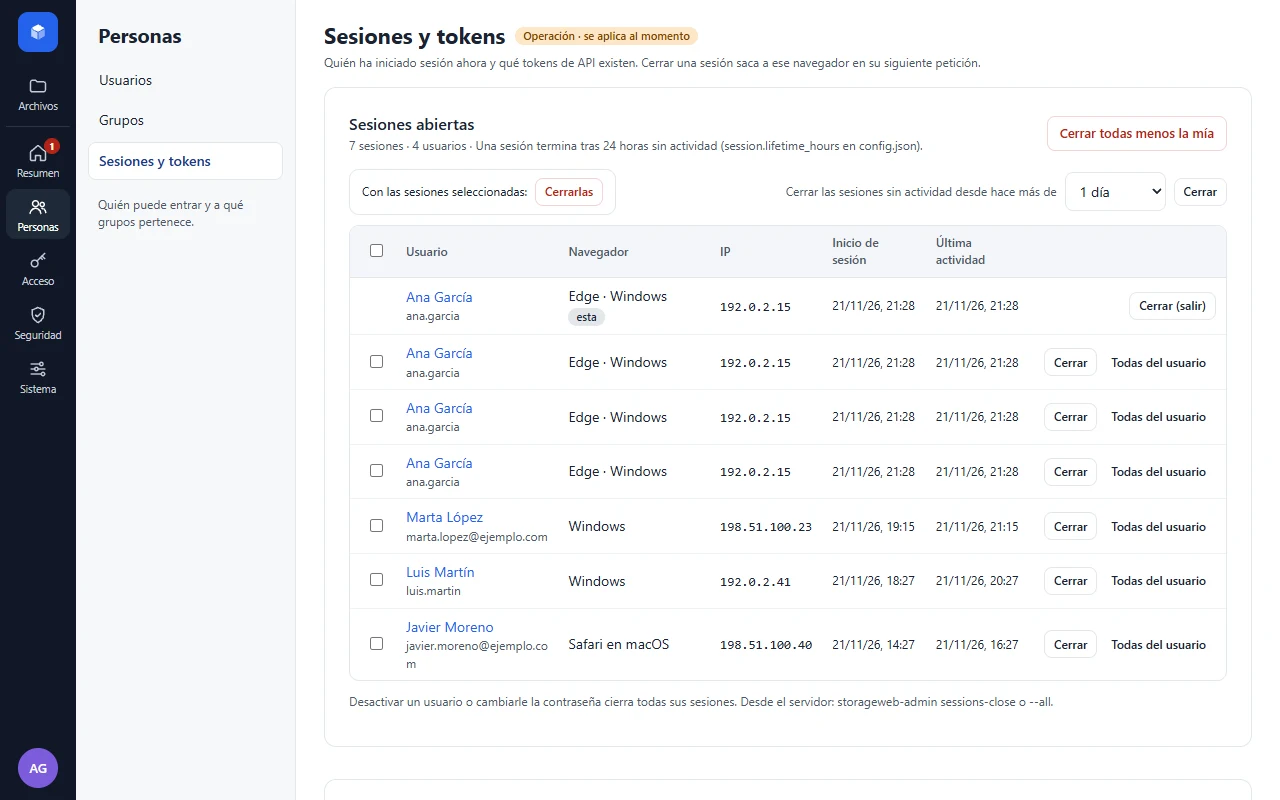 Archivos
1
Resumen
Personas
Acceso
Seguridad
Sistema
AG
Personas
Usuarios
Grupos
Sesiones y tokens
Quién puede entrar y a qué
grupos pertenece.
Sesiones y tokens
Operación · se aplica al momento
Quién ha iniciado sesión ahora y qué tokens de API existen. Cerrar una sesión saca a ese navegador en su siguiente petición.
Sesiones abiertas
7 sesiones · 4 usuarios · Una sesión termina tras 24 horas sin actividad (session.lifetime_hours en config.json).
Cerrar todas menos la mía
Con las sesiones seleccionadas: Cerrarlas
Cerrar las sesiones sin actividad desde hace más de 1 día Cerrar
Usuario Navegador IP Inicio de sesión Última actividad
Ana García Edge · Windows 192.0.2.15 21/11/26, 21:28 21/11/26, 21:28 Cerrar (salir)
ana.garcia esta
Ana García Edge · Windows 192.0.2.15 21/11/26, 21:28 21/11/26, 21:28 Cerrar Todas del usuario
ana.garcia
Ana García Edge · Windows 192.0.2.15 21/11/26, 21:28 21/11/26, 21:28 Cerrar Todas del usuario
ana.garcia
Ana García Edge · Windows 192.0.2.15 21/11/26, 21:28 21/11/26, 21:28 Cerrar Todas del usuario
ana.garcia
Marta López Windows 198.51.100.23 21/11/26, 19:15 21/11/26, 21:15 Cerrar Todas del usuario
marta.lopez@ejemplo.com
Luis Martín Windows 192.0.2.41 21/11/26, 18:27 21/11/26, 20:27 Cerrar Todas del usuario
luis.martin
Javier Moreno Safari en macOS 198.51.100.40 21/11/26, 14:27 21/11/26, 16:27 Cerrar Todas del usuario
javier.moreno@ejemplo.co
m
Desactivar un usuario o cambiarle la contraseña cierra todas sus sesiones. Desde el servidor: storageweb-admin sessions-close o --all.